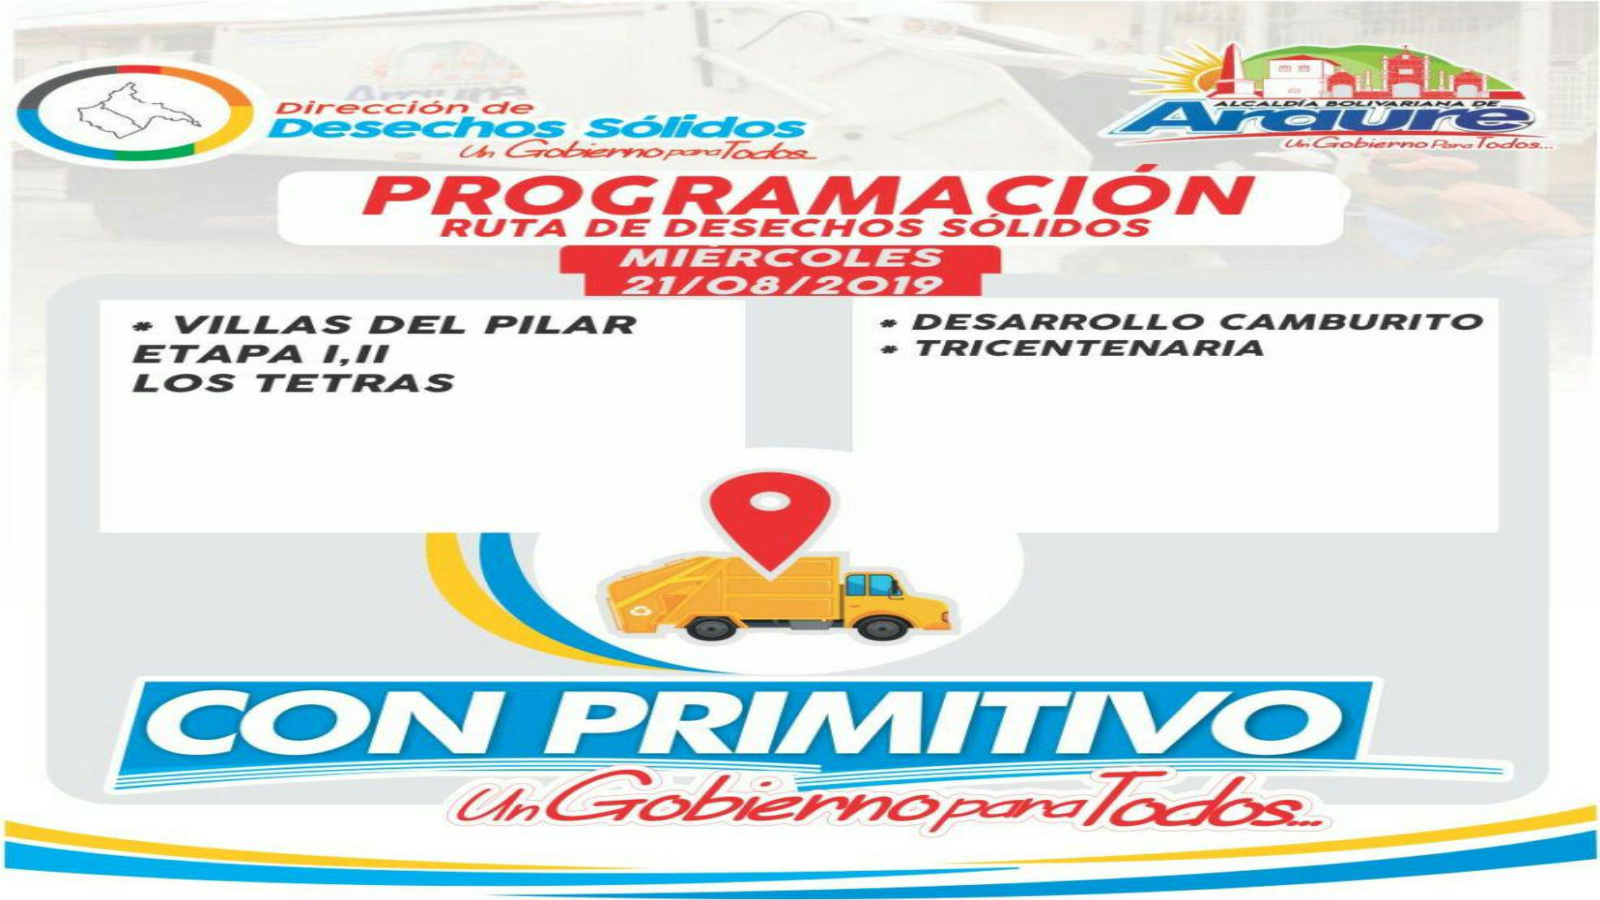 Dirección de
Desechos Sólidos
Un Gobierno para Todos...
ALCALDÍA BOLIVARIANA DE
Araure
Un Gobierno Para Todos...
PROGRAMACIÓN
RUTA DE DESECHOS SÓLIDOS
MIÉRCOLES
21/08/2019
* VILLAS DEL PILAR
ETAPA I,II
LOS TETRAS
* DESARROLLO CAMBURITO
* TRICENTENARIA
CON PRIMITIVO
Un Gobierno para Todos...